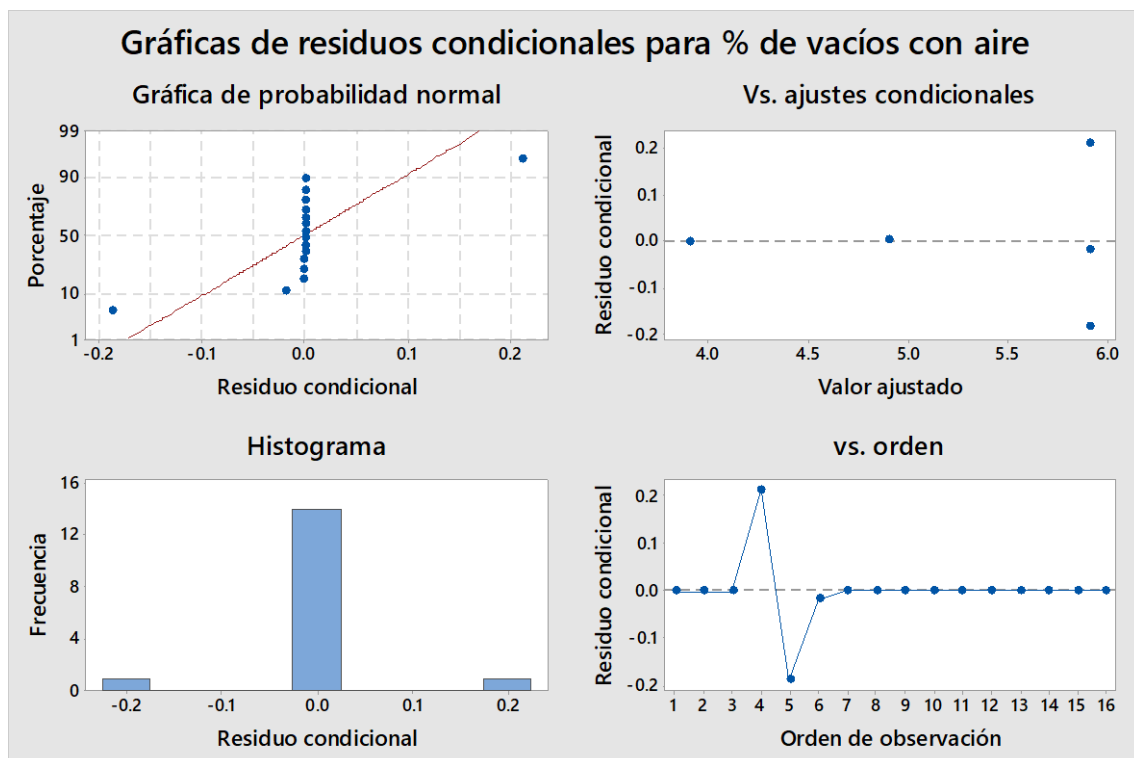 Gráficas de residuos condicionales para % de vacíos con aire
Gráfica de probabilidad normal
Porcentaje
99
90
50
10
1
-0.2 -0.1 0.0 0.1 0.2
Residuo condicional
Vs. ajustes condicionales
Residuo condicional
0.2
0.1
0.0
-0.1
-0.2
4.0 4.5 5.0 5.5 6.0
Valor ajustado
Histograma
Frecuencia
16
12
8
4
0
-0.2 -0.1 0.0 0.1 0.2
Residuo condicional
vs. orden
Residuo condicional
0.2
0.1
0.0
-0.1
-0.2
1 2 3 4 5 6 7 8 9 10 11 12 13 14 15 16
Orden de observación